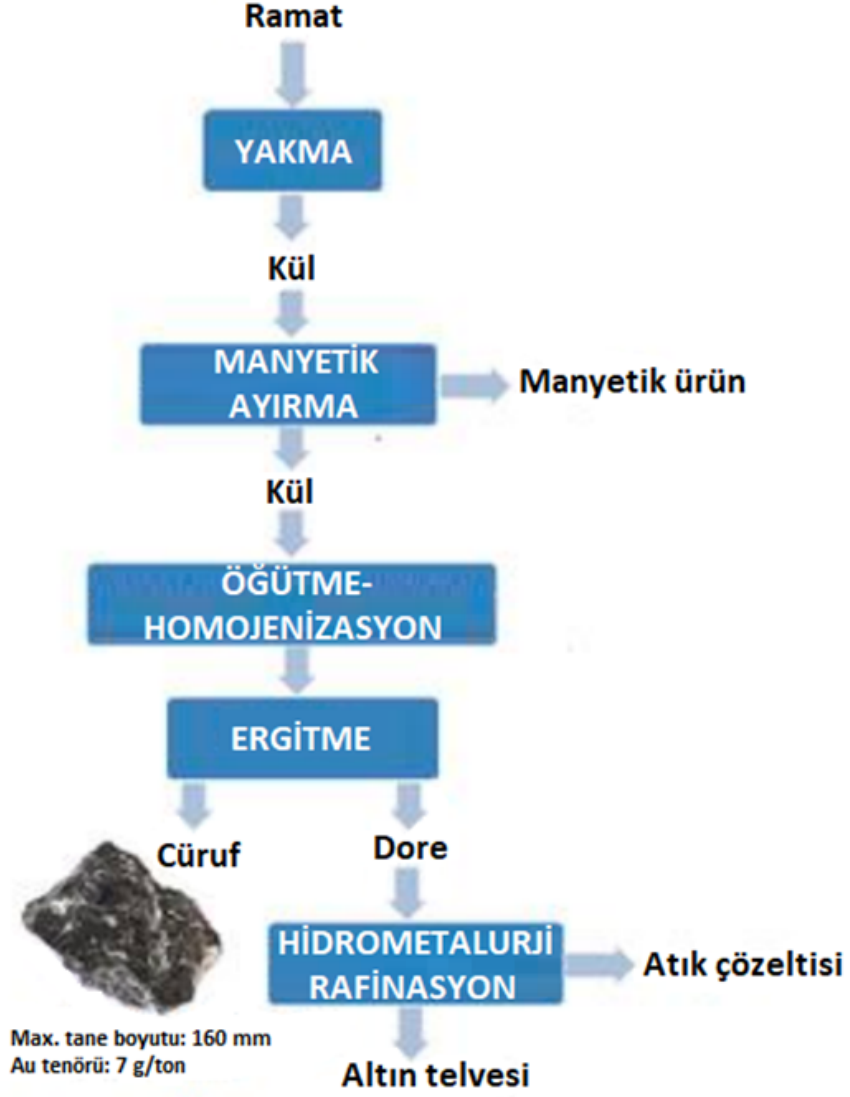 Ramat
YAKMA
Kül
MANYETİK
AYIRMA
Manyetik ürün
Kül
ÖĞÜTME-
HOMOJENİZASYON
ERGİTME
Cüruf
Dore
HİDROMETALURJİ
RAFİNASYON
Atık çözeltisi
Max. tane boyutu: 160 mm
Au tenörü: 7 g/ton
Altın telvesi